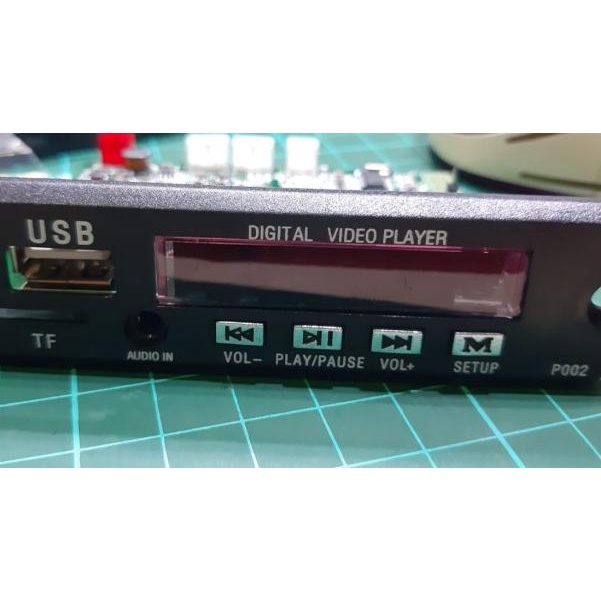 USB
DIGITAL VIDEO PLAYER
TF
AUDIO IN
M
VOL-
PLAY/PAUSE
VOL+
SETUP
P002